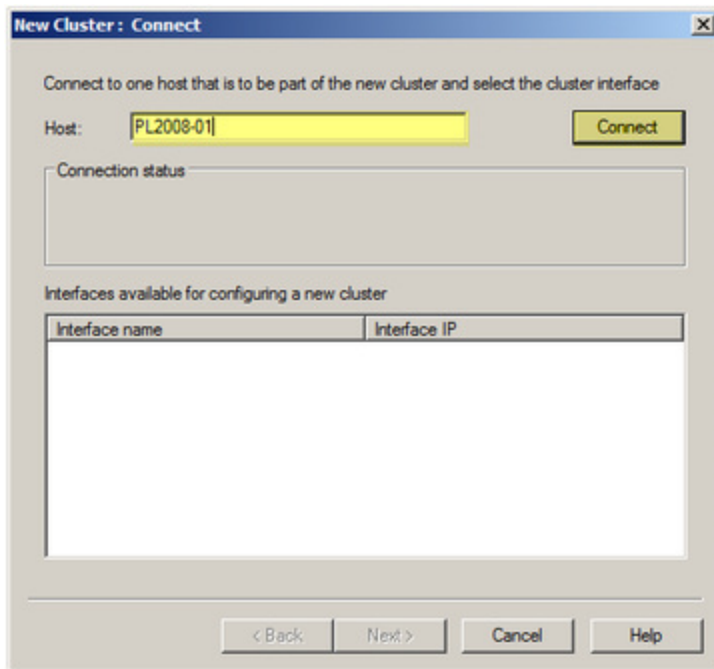 New Cluster : Connect
Connect to one host that is to be part of the new cluster and select the cluster interface
Host: PL2008-01 Connect
Connection status
Interfaces available for configuring a new cluster
Interface name Interface IP
< Back Next > Cancel Help